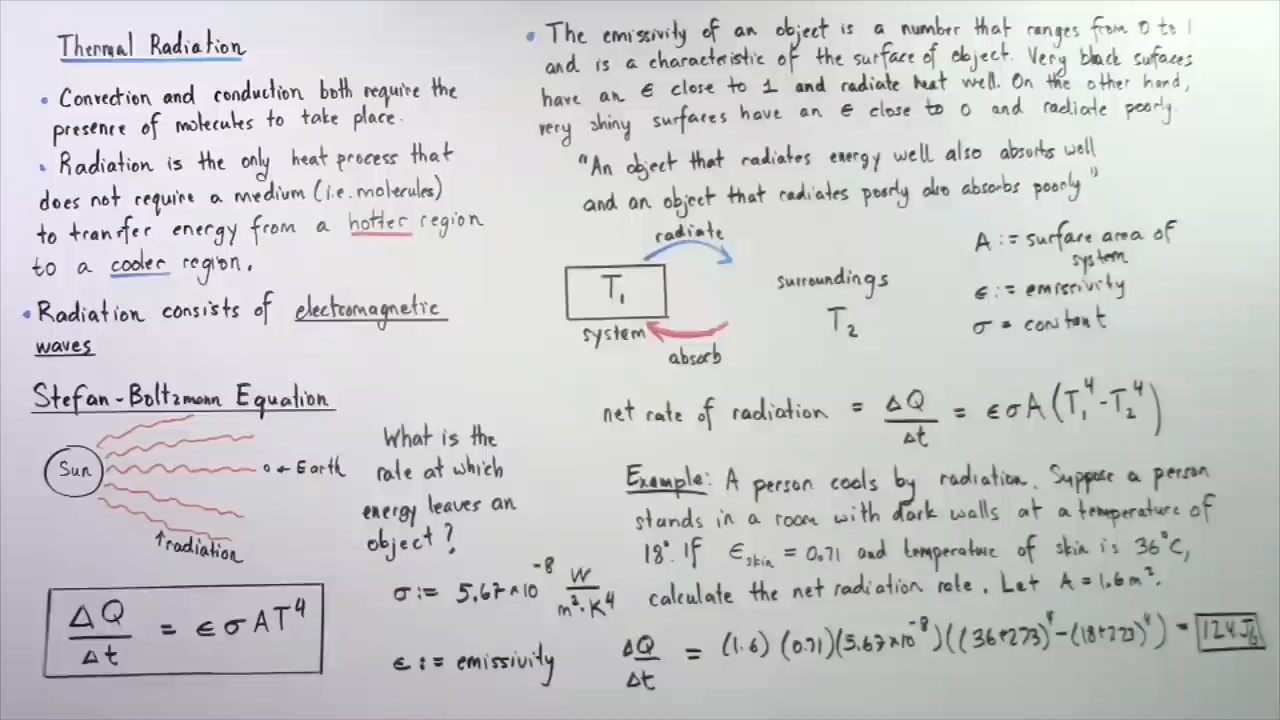 Thermal Radiation
• Convection and conduction both require the
presence of molecules to take place.
• Radiation is the only heat process that
does not require a medium (i.e. molecules)
to transfer energy from a hotter region
to a cooler region.
• Radiation consists of electromagnetic
waves
Stefan-Boltzmann Equation
Sun
Earth
radiation
What is the
rate at which
energy leaves an
object?
ΔQ/Δt = ϵσAT⁴
σ := 5.67×10⁻⁸ W/m²·K⁴
ϵ := emissivity
• The emissivity of an object is a number that ranges from 0 to 1
and is a characteristic of the surface of object. Very black sufaces
have an ϵ close to 1 and radiate heat well. On the other hand,
very shiny surfaces have an ϵ close to 0 and radiate poorly.
"An object that radiates energy well also absorbs well
and an object that radiates poorly also absorbs poorly"
radiate
T₁
system
absorb
surroundings
T₂
A := surface area of
system
ϵ := emissivity
σ = constant
net rate of radiation = ΔQ/Δt = ϵσA(T₁⁴-T₂⁴)
Example: A person cools by radiation. Suppose a person
stands in a room with dark walls at a temperature of
18°. If ϵskin = 0.71 and temperature of skin is 36°C,
calculate the net radiation rate. Let A = 1.6m².
ΔQ/Δt = (1.6)(0.71)(5.67×10⁻⁸)((36+273)⁴-(18+273)⁴) = 124 J/s